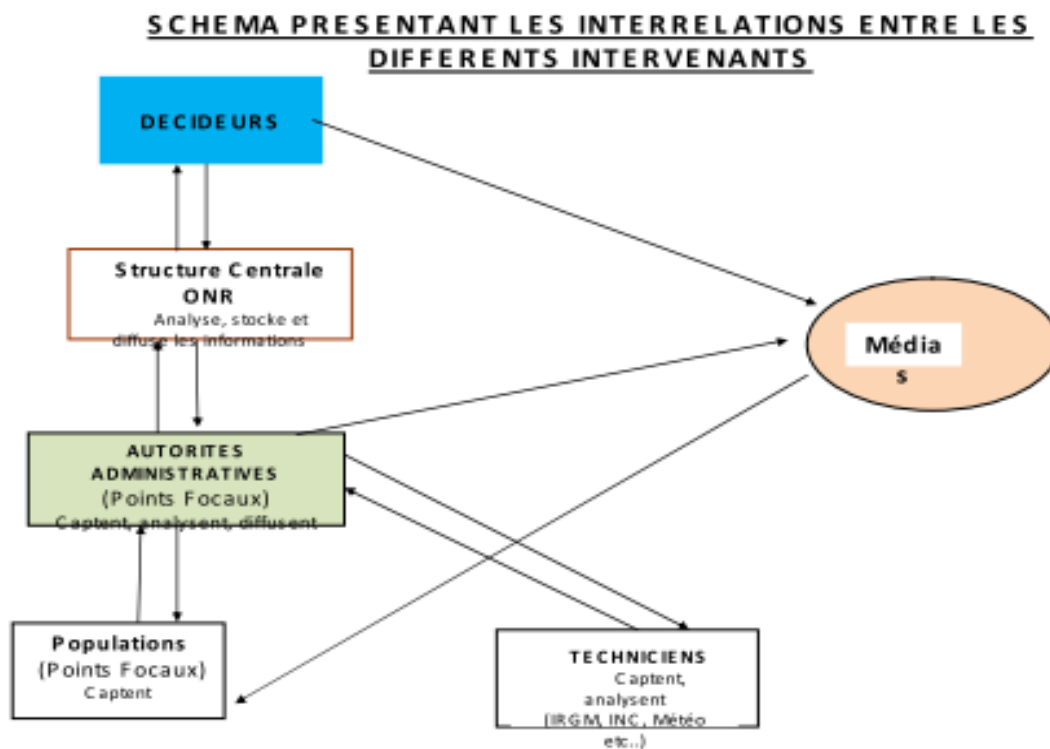 SCHEMA PRESENTANT LES INTERRELATIONS ENTRE LES
DIFFERENTS INTERVENANTS
DECIDEURS
Structure Centrale
ONR
Analyse, stocke et
diffuse les informations
Média
s
AUTORITES
ADMINISTRATIVES
(Points Focaux)
Captent, analysent, diffusent
Populations
(Points Focaux)
Captent
TECHNICIENS
Captent,
analysent
(IRGM, INC, Météo
etc..)